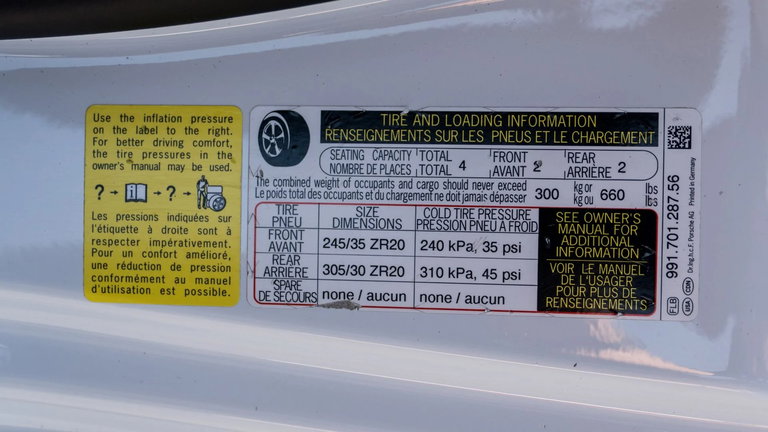 Use the inflation pressure
on the label to the right.
For better driving comfort,
the tire pressures in the
owner's manual may be used.
? → i → ? →
Les pressions indiquées sur
l'étiquette à droite sont à
respecter impérativement.
Pour un confort amélioré,
une réduction de pression
conformément au manuel
d'utilisation est possible.
TIRE AND LOADING INFORMATION
RENSEIGNEMENTS SUR LES PNEUS ET LE CHARGEMENT
SEATING CAPACITY TOTAL FRONT REAR
NOMBRE DE PLACES TOTAL 4 AVANT 2 ARRIÈRE 2
The combined weight of occupants and cargo should never exceed kg or lbs
Le poids total des occupants et du chargement ne doit jamais dépasser 300 kg ou 660 lbs
TIRE SIZE COLD TIRE PRESSURE
PNEU DIMENSIONS PRESSION PNEU A FROID
FRONT
AVANT 245/35 ZR20 240 kPa, 35 psi
REAR
ARRIÈRE 305/30 ZR20 310 kPa, 45 psi
SPARE
DE SECOURS none / aucun none / aucun
SEE OWNER'S
MANUAL FOR
ADDITIONAL
INFORMATION
VOIR LE MANUEL
DE L'USAGER
POUR PLUS DE
RENSEIGNEMENTS
991.701.287.56
Printed in Germany
Dr.Ing.h.c.F. Porsche AG
FLB USA CDN